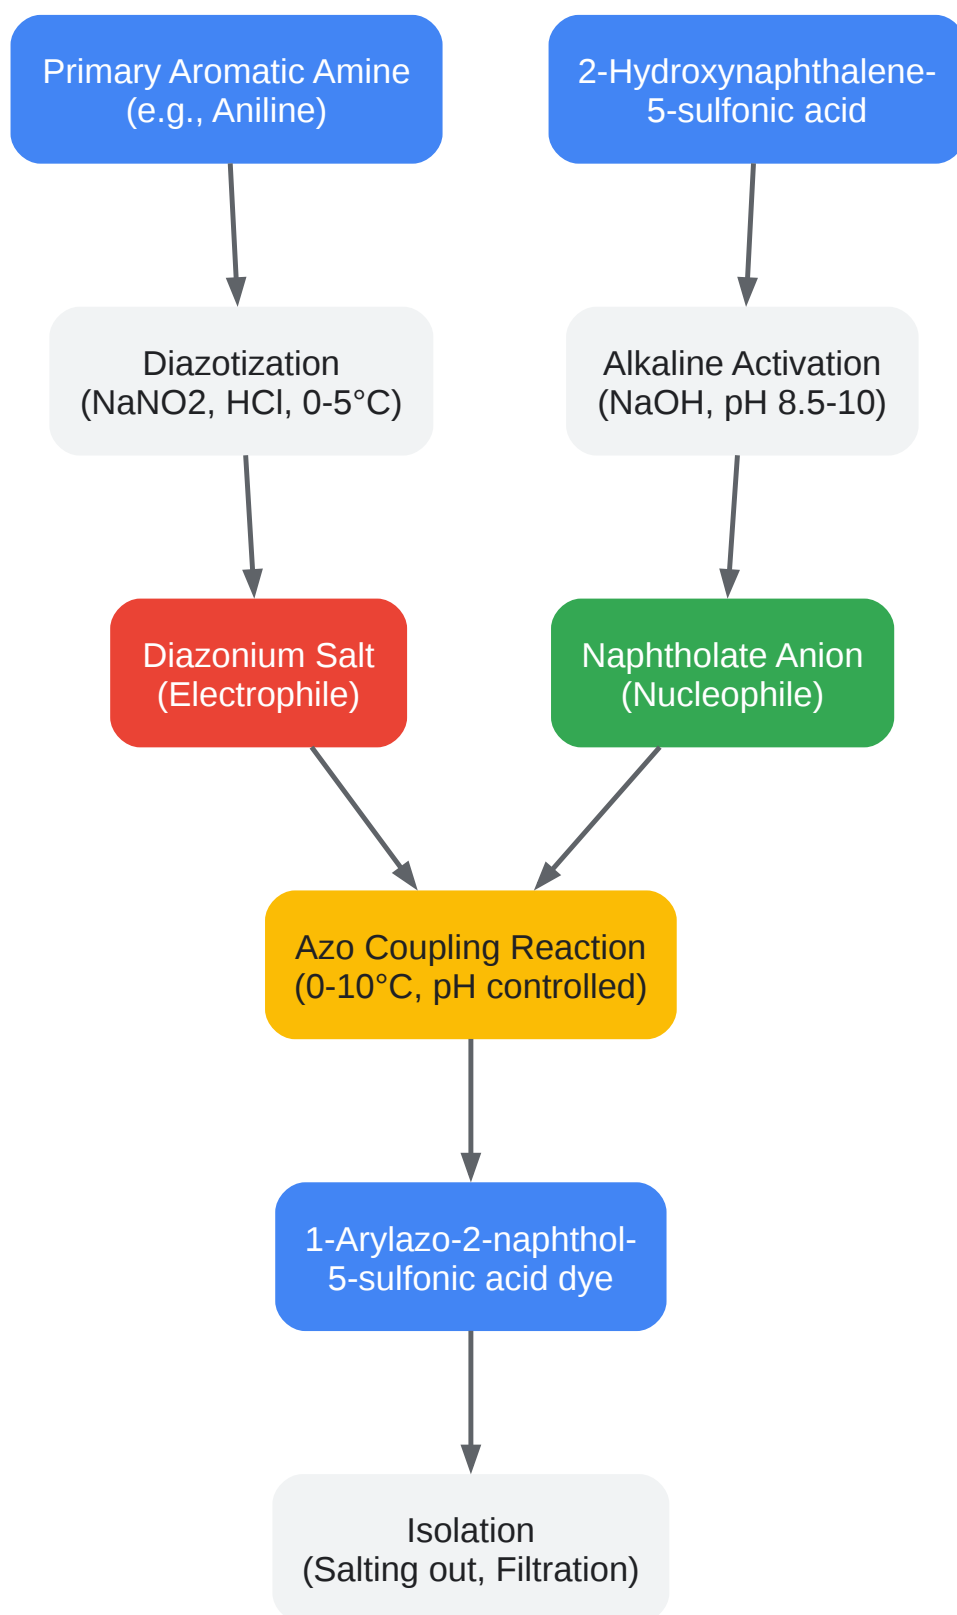 Primary Aromatic Amine
(e.g., Aniline)
2-Hydroxynaphthalene-
5-sulfonic acid
Diazotization
(NaNO2, HCl, 0-5°C)
Alkaline Activation
(NaOH, pH 8.5-10)
Diazonium Salt
(Electrophile)
Naphtholate Anion
(Nucleophile)
Azo Coupling Reaction
(0-10°C, pH controlled)
1-Arylazo-2-naphthol-
5-sulfonic acid dye
Isolation
(Salting out, Filtration)